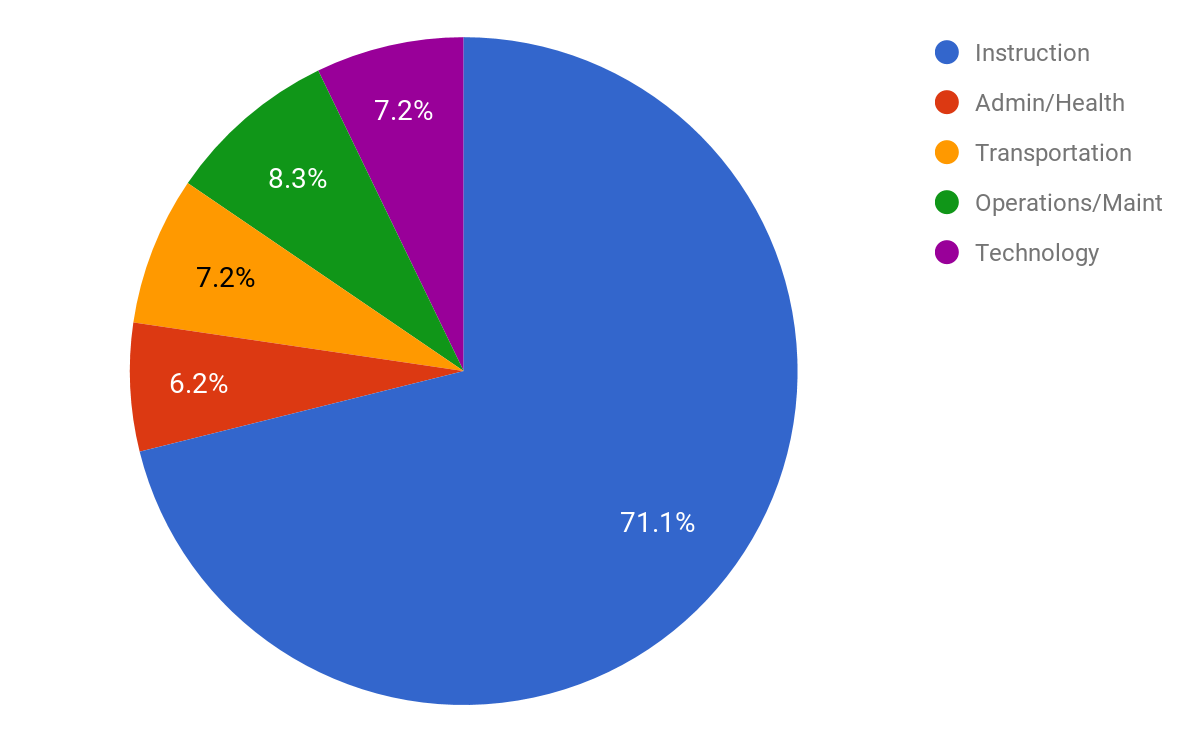 7.2%
8.3%
7.2%
6.2%
71.1%
Instruction
Admin/Health
Transportation
Operations/Maint
Technology